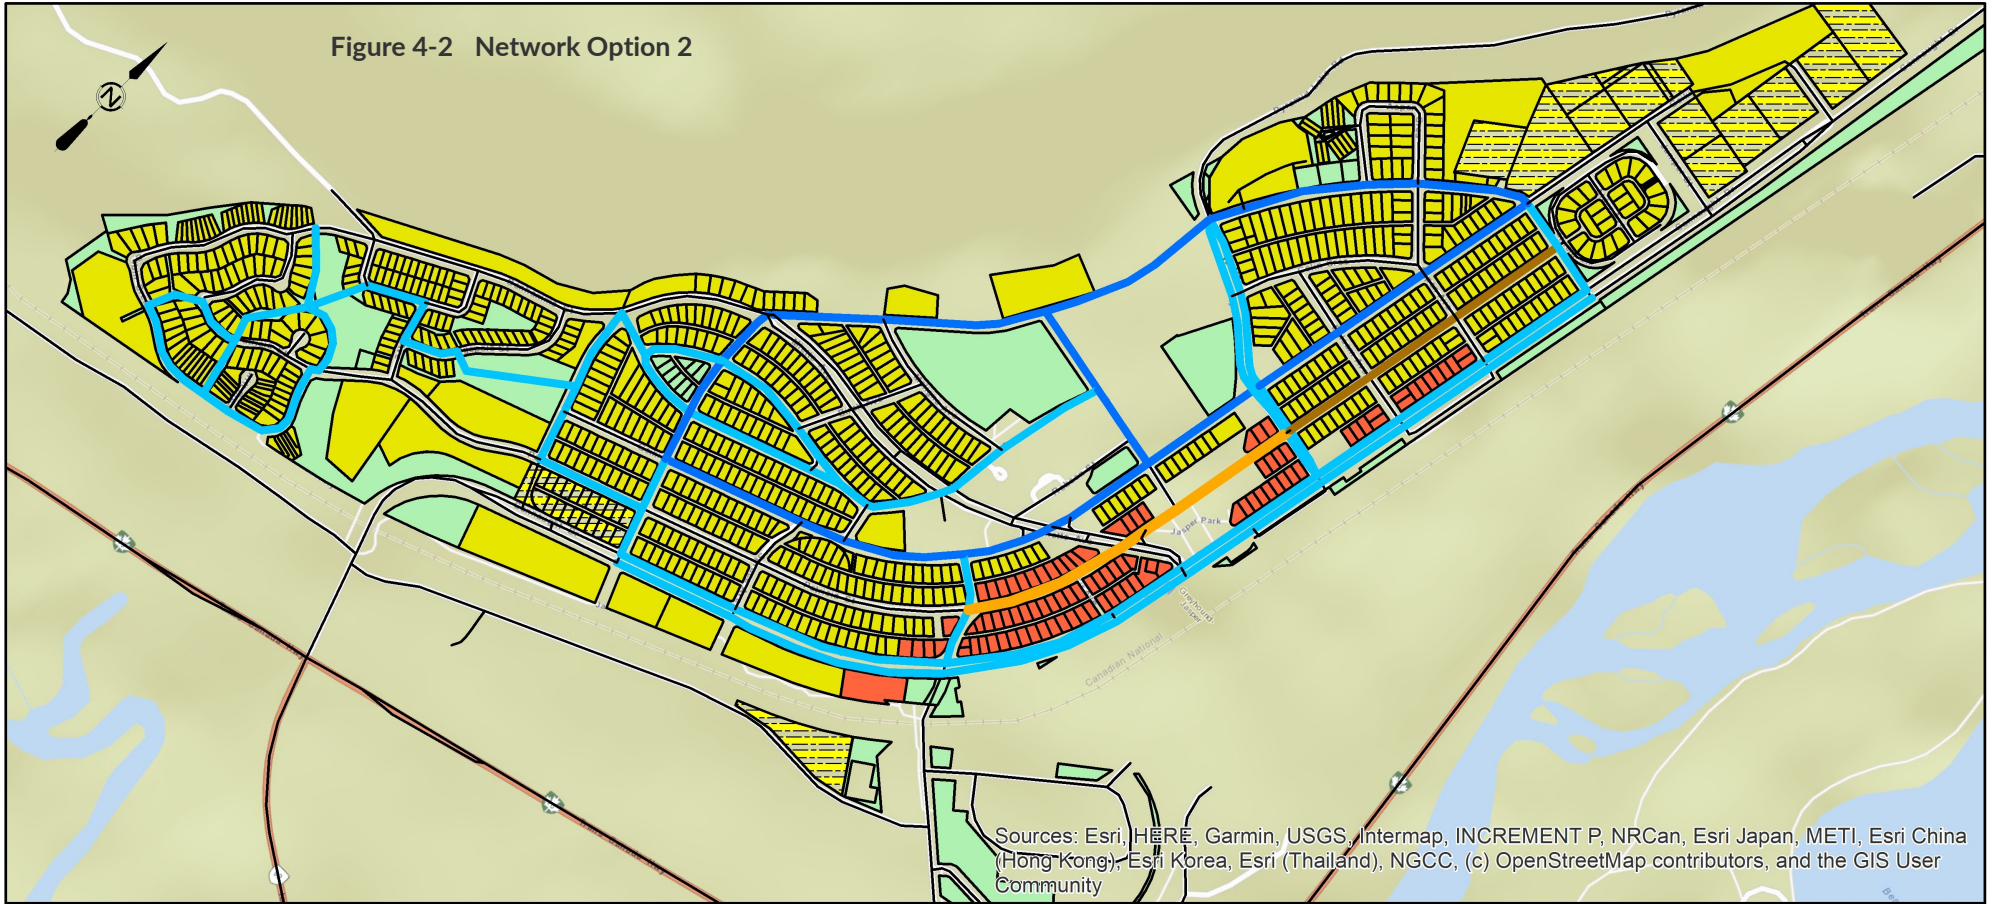 Figure 4-2 Network Option 2
Jasper Park
Greyhound
Jasper
Canadian National
Sources: Esri, HERE, Garmin, USGS, Intermap, INCREMENT P, NRCan, Esri Japan, METI, Esri China
(Hong Kong), Esri Korea, Esri (Thailand), NGCC, (c) OpenStreetMap contributors, and the GIS User
Community